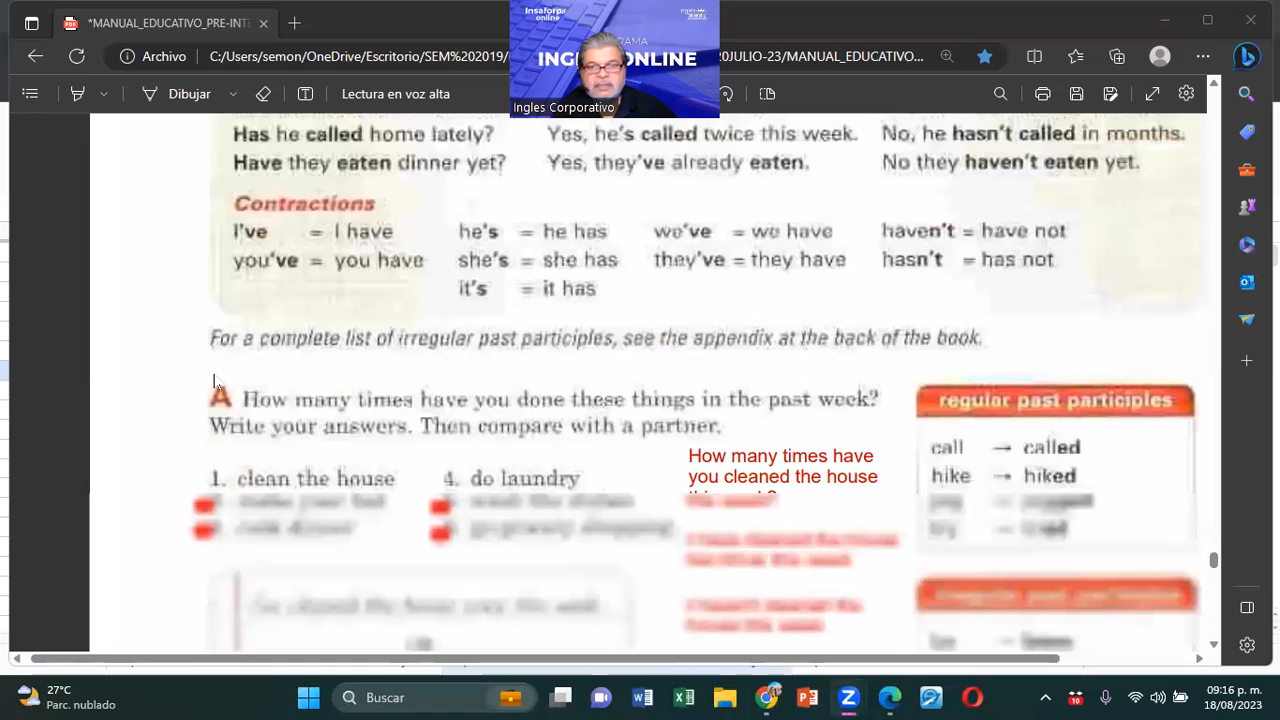 *MANUAL_EDUCATIVO_PRE-INTE
Insaforp
online
INGL ONLINE
Ingles Corporativo
Archivo
C:/Users/semon/OneDrive/Escritorio/SEM%202019/
20JULIO-23/MANUAL_EDUCATIVO...
Dibujar
Lectura en voz alta
Has he called home lately? Yes, he's called twice this week. No, he hasn't called in months.
Have they eaten dinner yet? Yes, they've already eaten. No they haven't eaten yet.
Contractions
I've = I have he's = he has we've = we have haven't = have not
you've = you have she's = she has they've = they have hasn't = has not
it's = it has
For a complete list of irregular past participles, see the appendix at the back of the book.
A How many times have you done these things in the past week?
Write your answers. Then compare with a partner.
regular past participles
call → called
hike → hiked
1. clean the house 4. do laundry
How many times have
you cleaned the house
27°C
Parc. nublado
Buscar
10
09:16 p. m.
18/08/2023